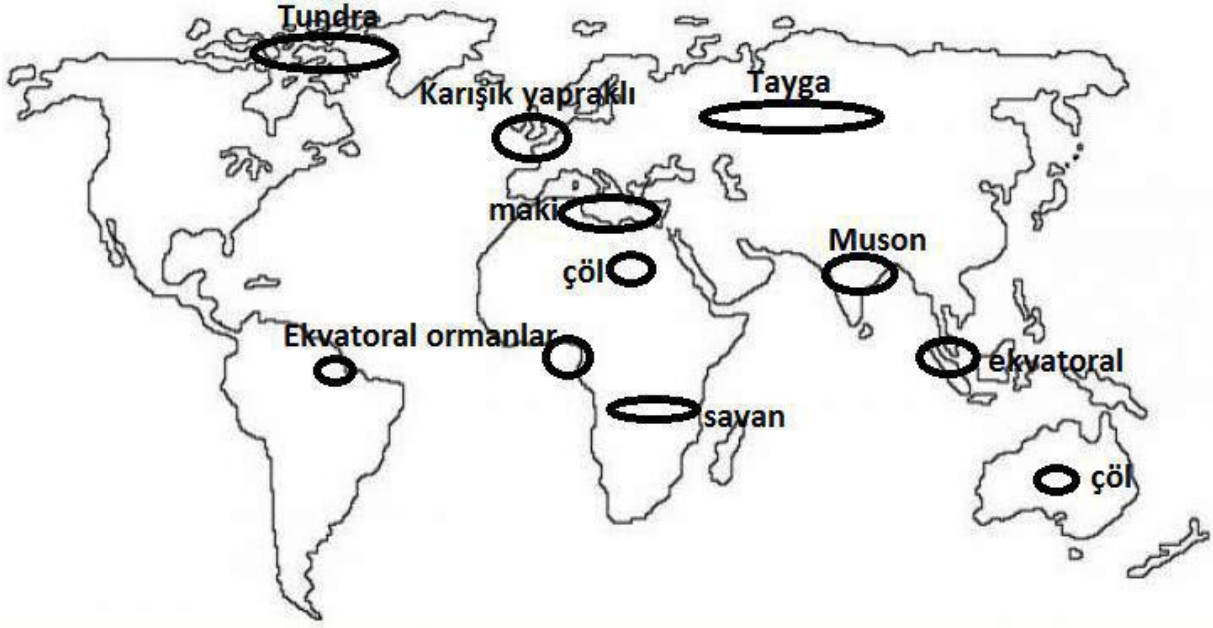 Tundra
Karışık yapraklı
Tayga
maki
Muson
çöl
Ekvatoral ormanlar
ekvatoral
savan
çöl